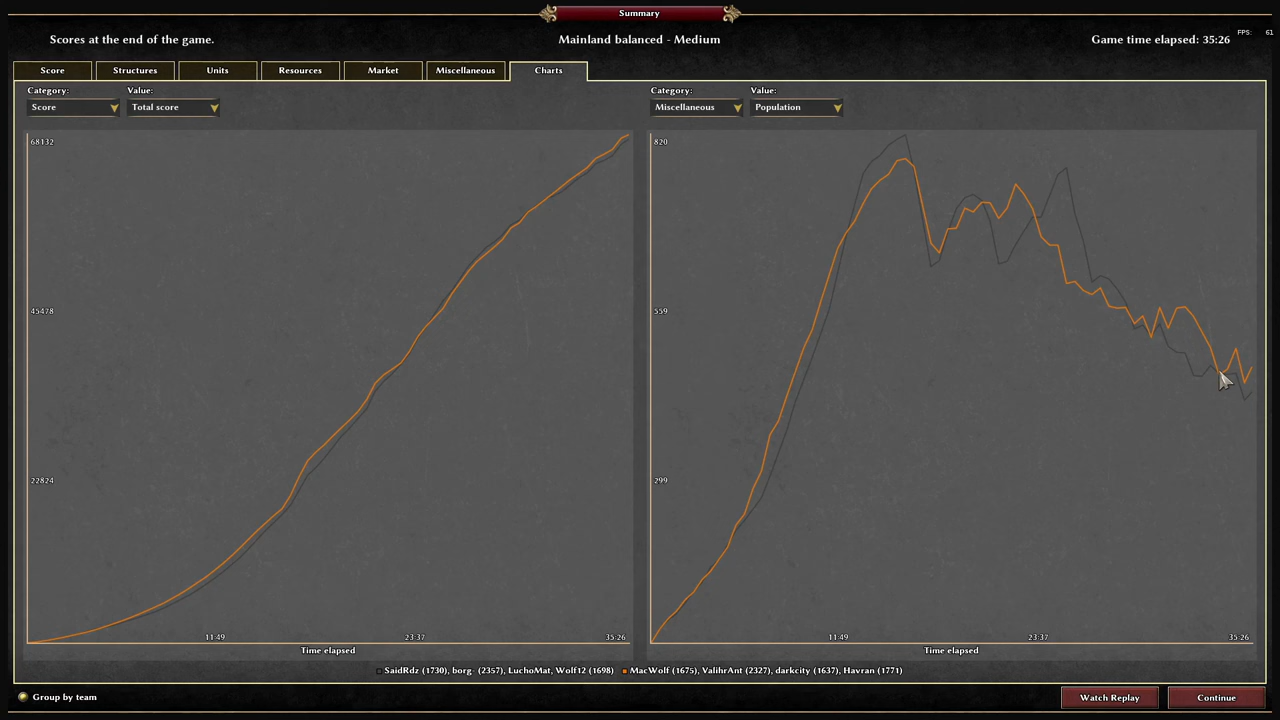 Summary
Scores at the end of the game.
Mainland balanced - Medium
Game time elapsed: 35:26
FPS: 61
Score
Structures
Units
Resources
Market
Miscellaneous
Charts
Category:
Value:
Score
Total score
Category:
Value:
Miscellaneous
Population
68132
45478
22824
11:49
23:37
35:26
Time elapsed
820
559
299
11:49
23:37
35:26
Time elapsed
SaidRdz (1730), borg- (2357), LuchoMat, Wolf12 (1698)
MacWolf (1675), ValihrAnt (2327), darkcity (1637), Havran (1771)
Group by team
Watch Replay
Continue